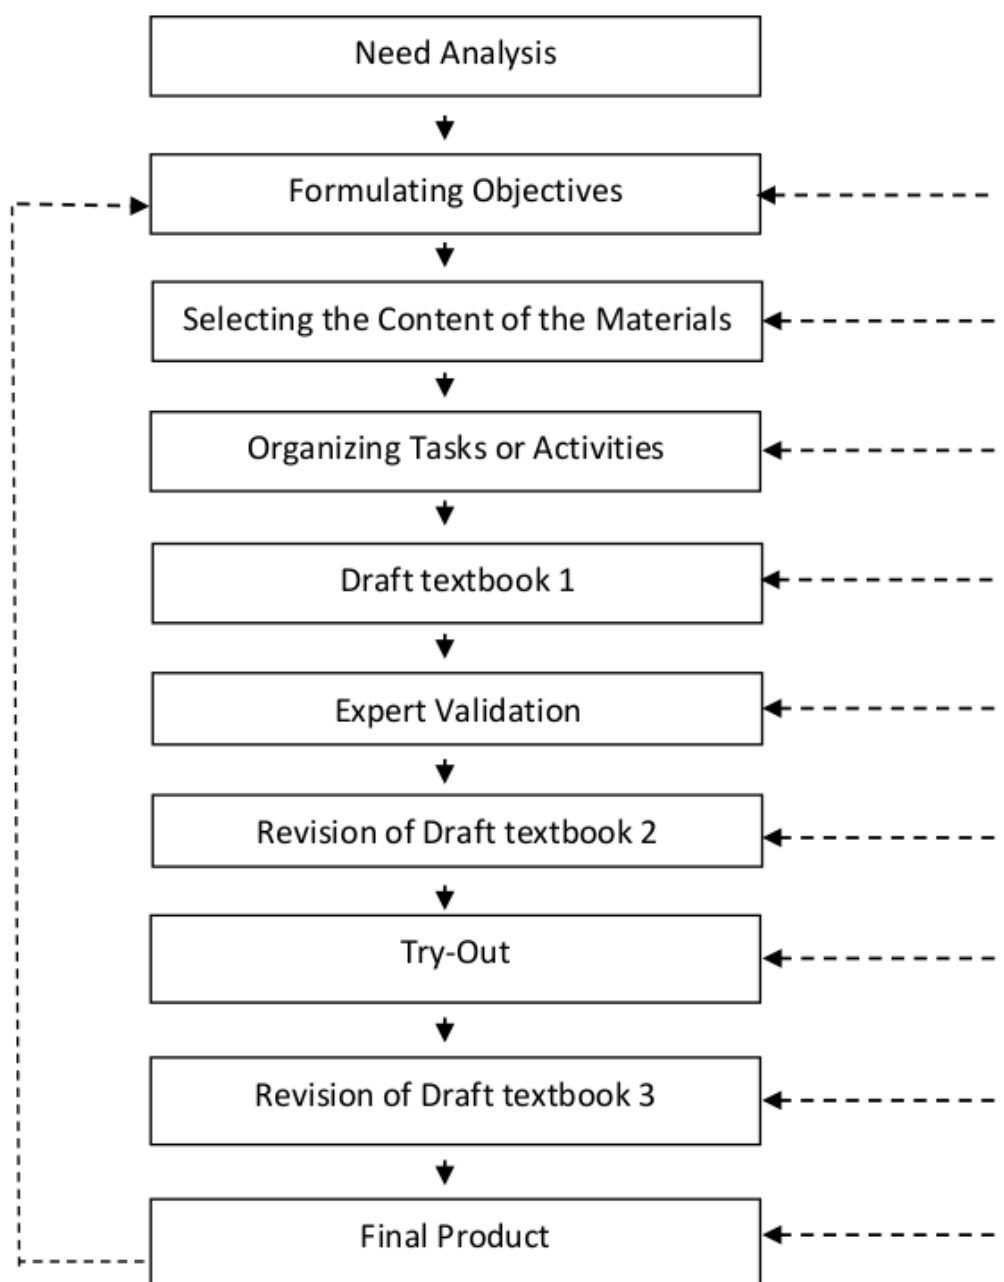 Need Analysis
Formulating Objectives
Selecting the Content of the Materials
Organizing Tasks or Activities
Draft textbook 1
Expert Validation
Revision of Draft textbook 2
Try-Out
Revision of Draft textbook 3
Final Product